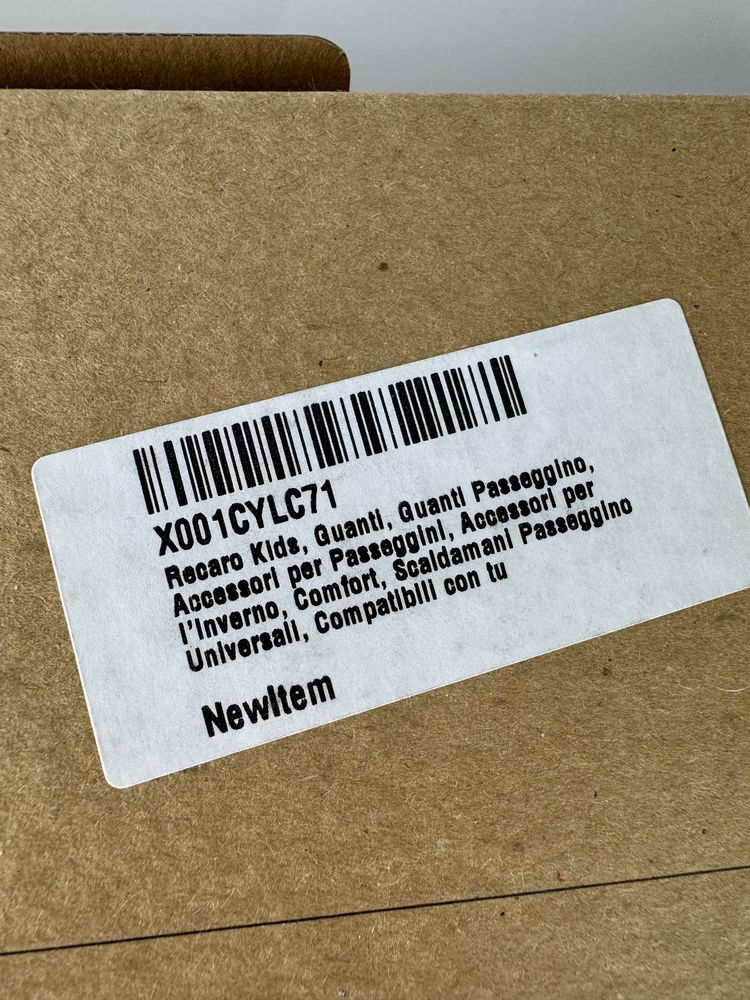 X001CYLC71
Recaro Kids, Guanti, Guanti Passeggino,
Accessori per Passeggini, Accessori per
l'Inverno, Comfort, Scaldamani Passeggino
Universali, Compatibili con tu
NewItem